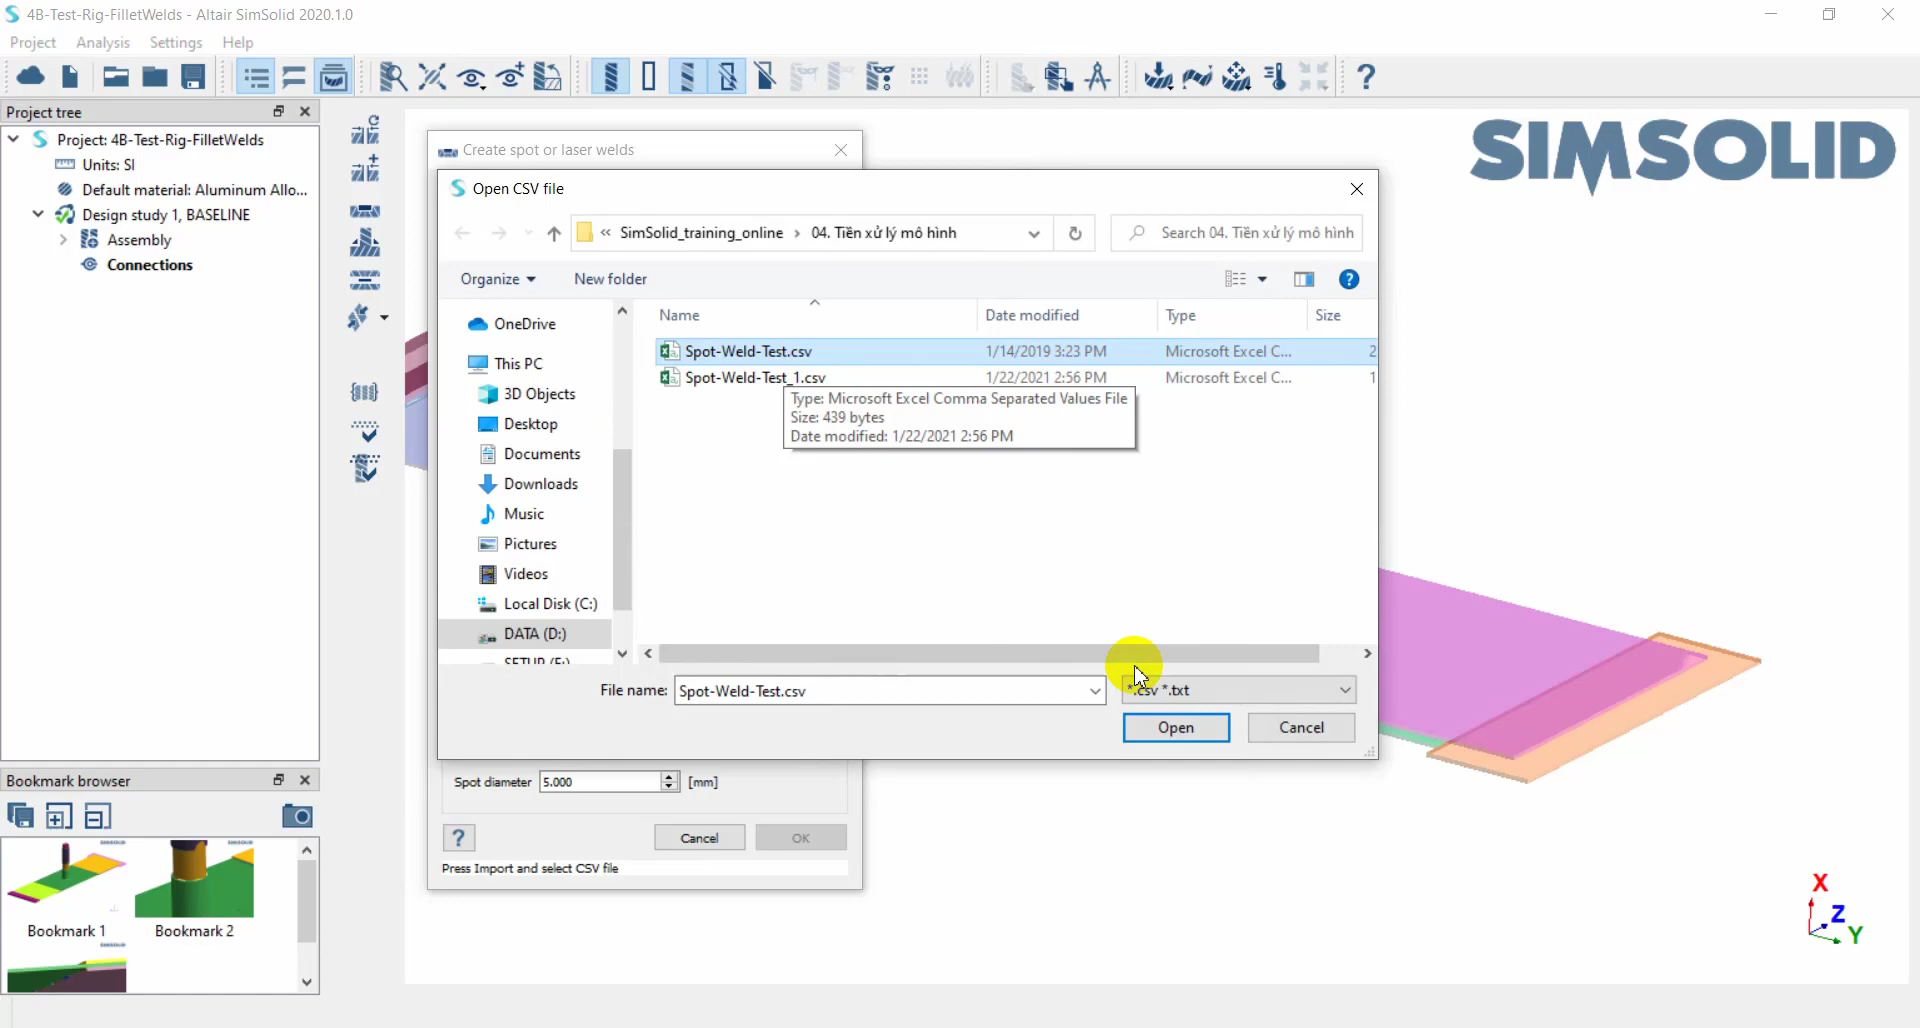 4B-Test-Rig-FilletWelds - Altair SimSolid 2020.1.0
Project Analysis Settings Help
Project tree
Project: 4B-Test-Rig-FilletWelds
Units: SI
Default material: Aluminum Allo...
Design study 1, BASELINE
Assembly
Connections
SIMSOLID
Create spot or laser welds
Open CSV file
« SimSolid_training_online › 04. Tiền xử lý mô hình
Search 04. Tiền xử lý mô hình
Organize
New folder
Name Date modified Type Size
OneDrive
This PC
3D Objects
Desktop
Documents
Downloads
Music
Pictures
Videos
Local Disk (C:)
DATA (D:)
Spot-Weld-Test.csv 1/14/2019 3:23 PM Microsoft Excel C... 2
Spot-Weld-Test_1.csv 1/22/2021 2:56 PM Microsoft Excel C... 1
Type: Microsoft Excel Comma Separated Values File
Size: 439 bytes
Date modified: 1/22/2021 2:56 PM
File name: Spot-Weld-Test.csv
*.csv *.txt
Open Cancel
Spot diameter 5.000 [mm]
? Cancel OK
Press Import and select CSV file
Bookmark browser
Bookmark 1 Bookmark 2
X
Z
Y